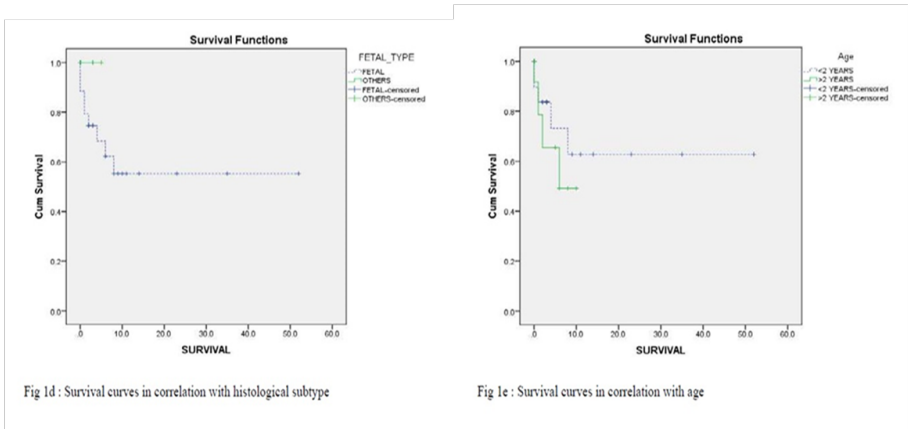 Survival Functions
FETAL_TYPE
FETAL
OTHERS
FETAL-censored
OTHERS-censored
1.0
0.8
0.6
0.4
0.2
0.0
Cum Survival
.0 10.0 20.0 30.0 40.0 50.0 60.0
SURVIVAL
Fig 1d : Survival curves in correlation with histological subtype
Survival Functions
Age
<2 YEARS
>2 YEARS
<2 YEARS-censored
>2 YEARS-censored
1.0
0.8
0.6
0.4
0.2
0.0
Cum Survival
.0 10.0 20.0 30.0 40.0 50.0 60.0
SURVIVAL
Fig 1e : Survival curves in correlation with age